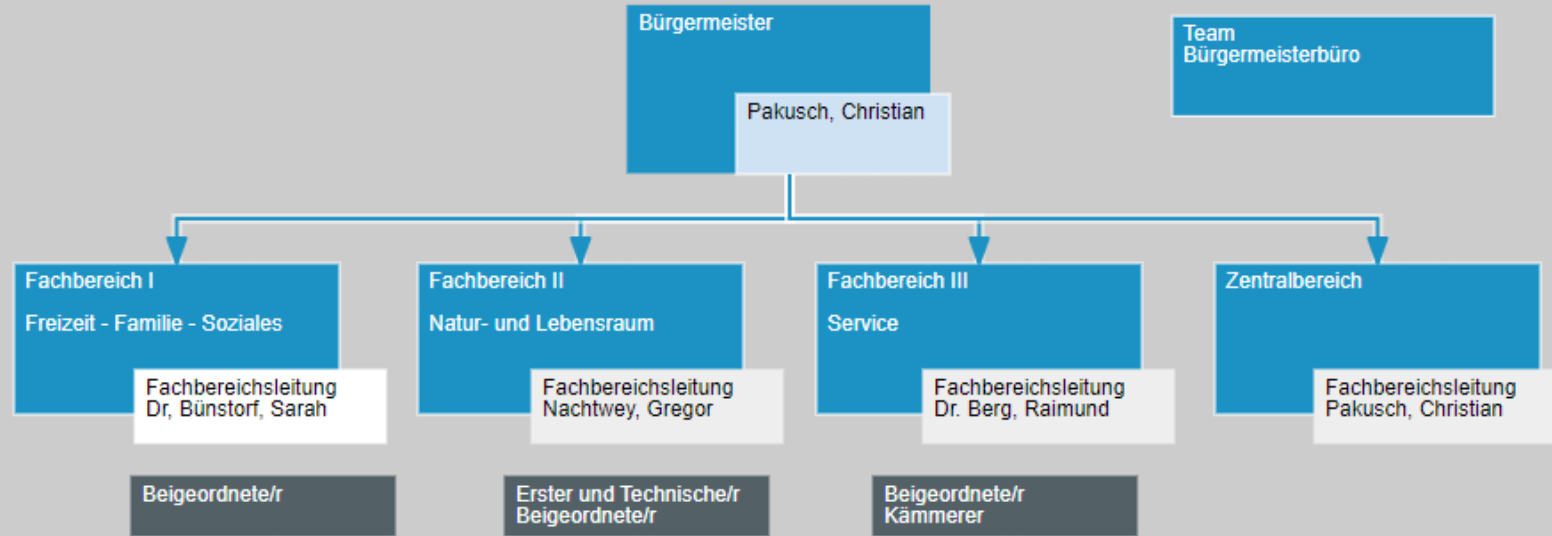 Bürgermeister
Pakusch, Christian
Team
Bürgermeisterbüro
Fachbereich I
Freizeit - Familie - Soziales
Fachbereichsleitung
Dr, Bünstorf, Sarah
Fachbereich II
Natur- und Lebensraum
Fachbereichsleitung
Nachtwey, Gregor
Fachbereich III
Service
Fachbereichsleitung
Dr. Berg, Raimund
Zentralbereich
Fachbereichsleitung
Pakusch, Christian
Beigeordnete/r
Erster und Technische/r
Beigeordnete/r
Beigeordnete/r
Kämmerer